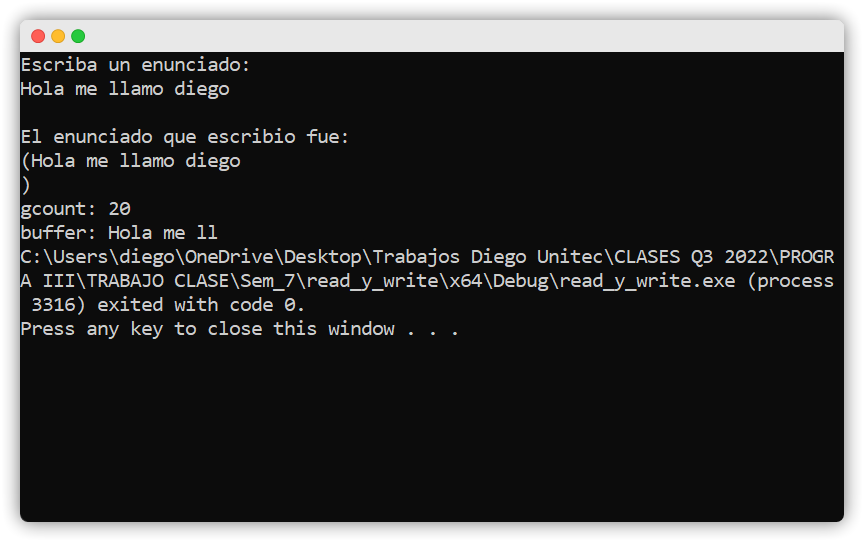 Escriba un enunciado:
Hola me llamo diego

El enunciado que escribio fue:
(Hola me llamo diego
)
gcount: 20
buffer: Hola me ll
C:\Users\diego\OneDrive\Desktop\Trabajos Diego Unitec\CLASES Q3 2022\PROGR
A III\TRABAJO CLASE\Sem_7\read_y_write\x64\Debug\read_y_write.exe (process
 3316) exited with code 0.
Press any key to close this window . . .